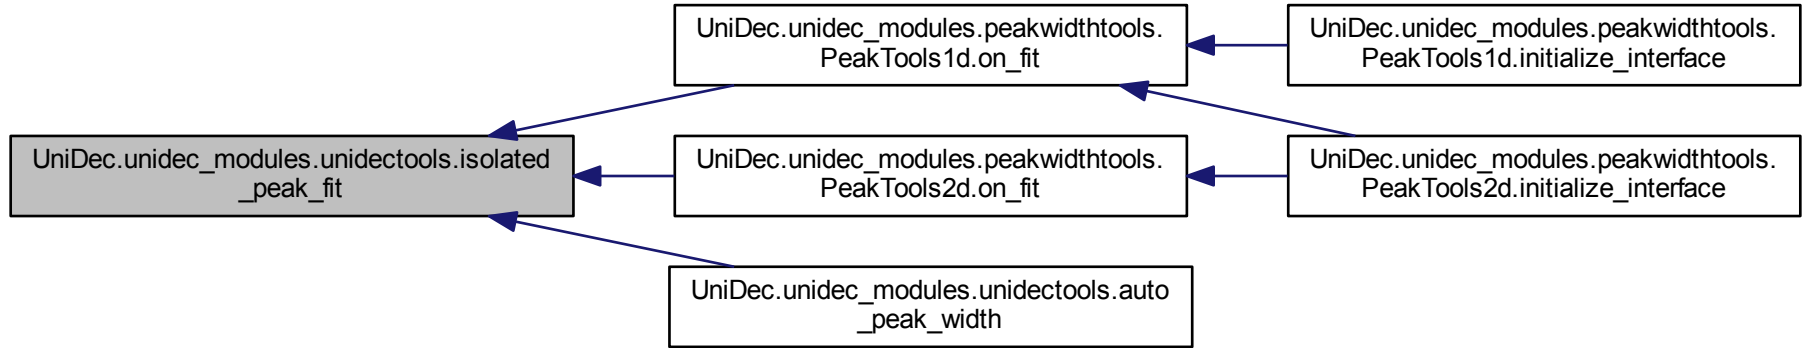 UniDec.unidec_modules.peakwidthtools.
PeakTools1d.on_fit
UniDec.unidec_modules.peakwidthtools.
PeakTools1d.initialize_interface
UniDec.unidec_modules.unidectools.isolated
_peak_fit
UniDec.unidec_modules.peakwidthtools.
PeakTools2d.on_fit
UniDec.unidec_modules.peakwidthtools.
PeakTools2d.initialize_interface
UniDec.unidec_modules.unidectools.auto
_peak_width